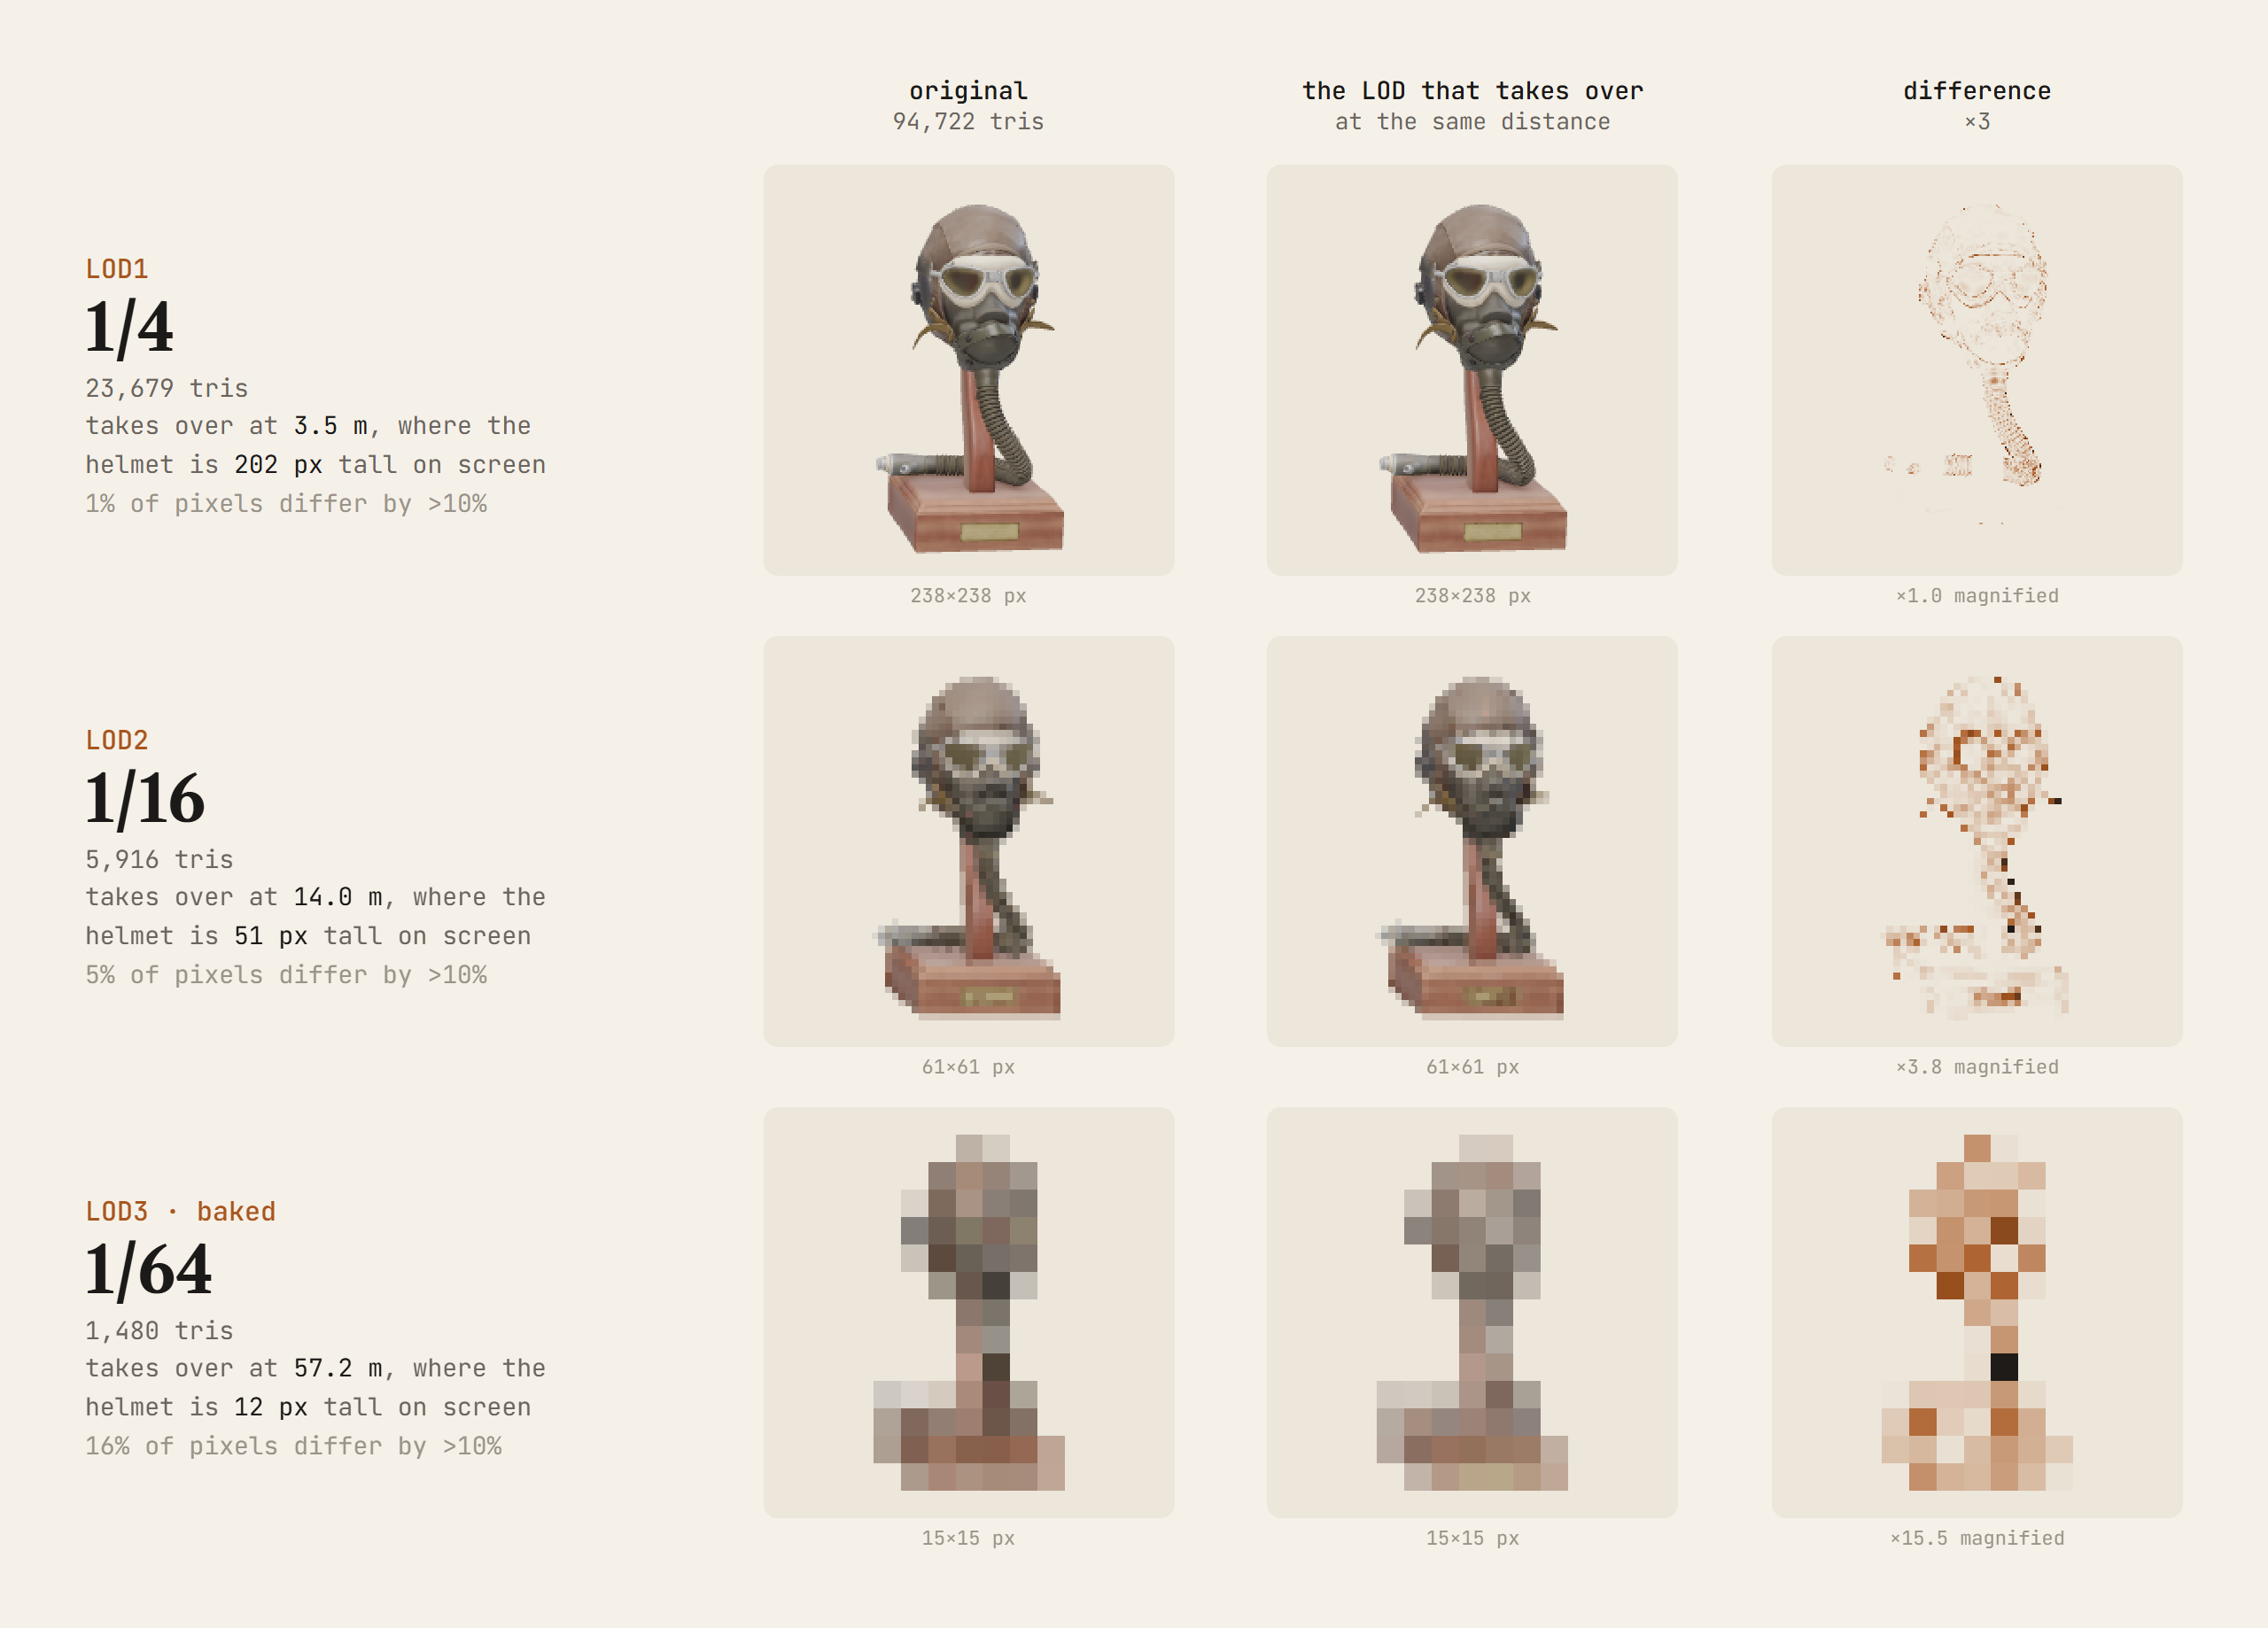 original
94,722 tris
the LOD that takes over
at the same distance
difference
×3
LOD1
1/4
23,679 tris
takes over at 3.5 m, where the
helmet is 202 px tall on screen
1% of pixels differ by >10%
238×238 px
238×238 px
×1.0 magnified
LOD2
1/16
5,916 tris
takes over at 14.0 m, where the
helmet is 51 px tall on screen
5% of pixels differ by >10%
61×61 px
61×61 px
×3.8 magnified
LOD3 · baked
1/64
1,480 tris
takes over at 57.2 m, where the
helmet is 12 px tall on screen
16% of pixels differ by >10%
15×15 px
15×15 px
×15.5 magnified